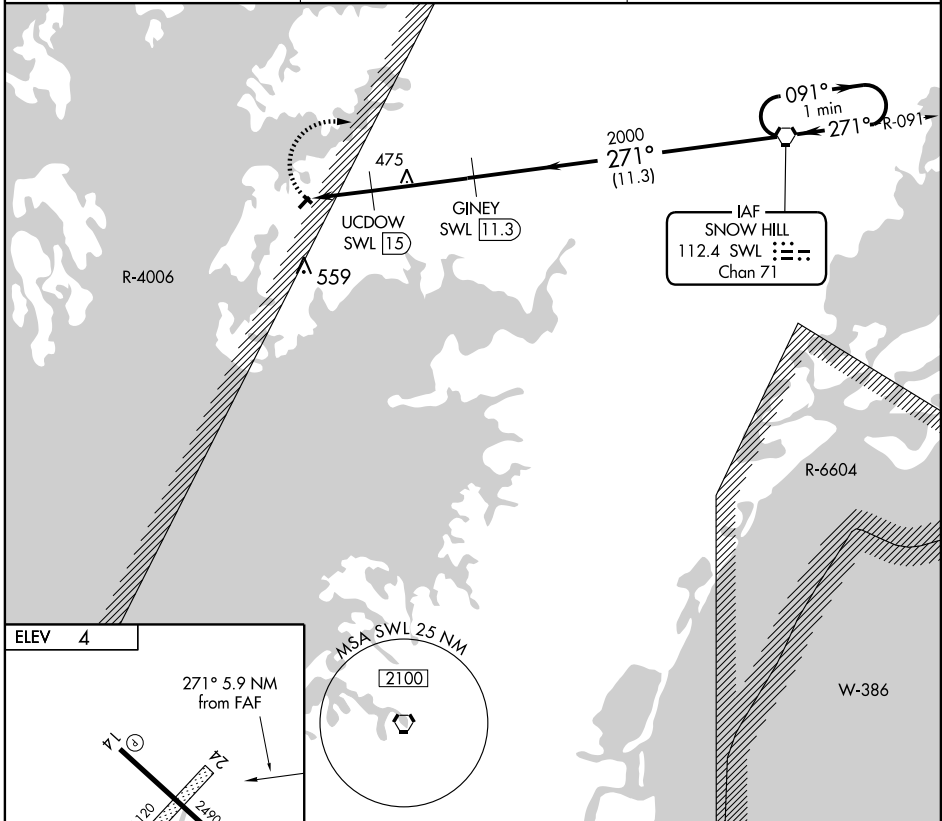 091°
1 min
271°
R-091
2000
271°
(11.3)
475
UCDOW
SWL 15
GINEY
SWL 11.3
IAF
SNOW HILL
112.4 SWL
Chan 71
R-4006
559
R-6604
W-386
ELEV 4
271° 5.9 NM
from FAF
14
P
24
120
2490
MSA SWL 25 NM
2100